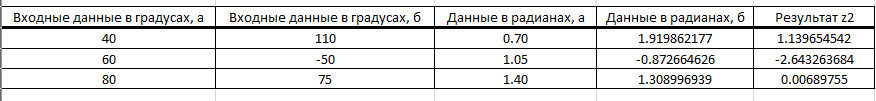 Входные данные в градусах, а Входные данные в градусах, б Данные в радианах, а Данные в радианах, б Результат z2
40 110 0.70 1.919862177 1.139654542
60 -50 1.05 -0.872664626 -2.643263684
80 75 1.40 1.308996939 0.00689755